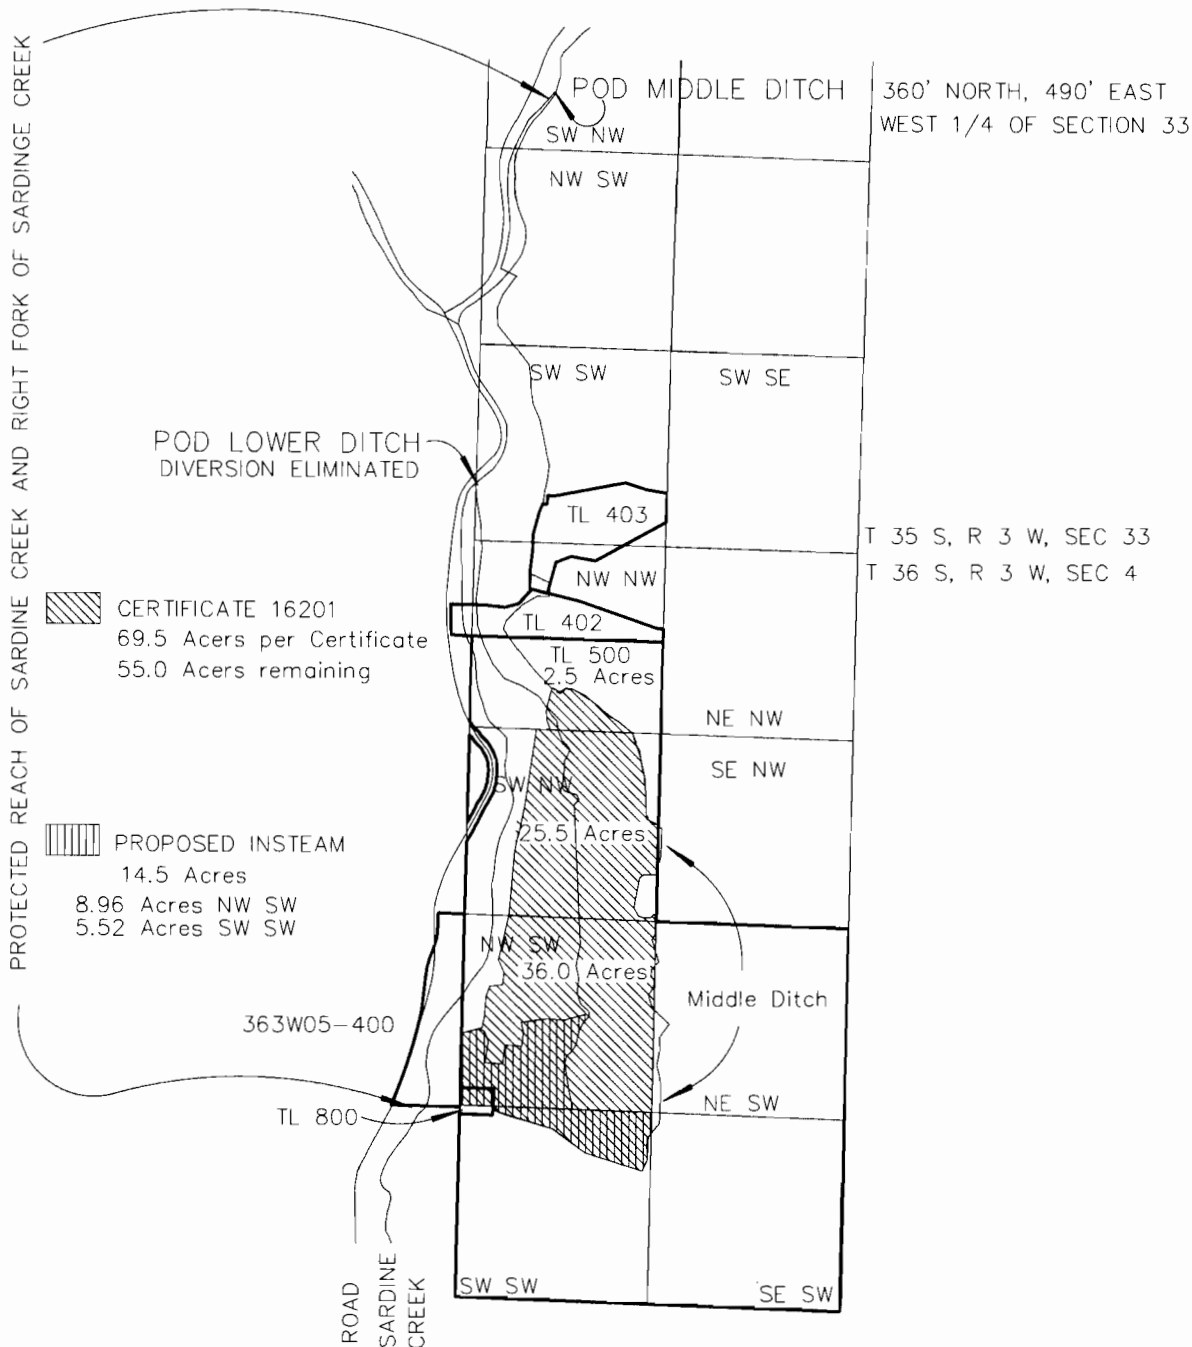 PROTECTED REACH OF SARDINE CREEK AND RIGHT FORK OF SARDINGE CREEK
POD MIDDLE DITCH
360' NORTH, 490' EAST
WEST 1/4 OF SECTION 33
SW NW
NW SW
SW SW
SW SE
POD LOWER DITCH
DIVERSION ELIMINATED
TL 403
T 35 S, R 3 W, SEC 33
T 36 S, R 3 W, SEC 4
NW NW
CERTIFICATE 16201
69.5 Acers per Certificate
55.0 Acers remaining
TL 402
TL 500
2.5 Acres
NE NW
SE NW
SW NW
25.5 Acres
PROPOSED INSTEAM
14.5 Acres
8.96 Acres NW SW
5.52 Acres SW SW
NW SW
36.0 Acres
Middle Ditch
363W05-400
TL 800
NE SW
SW SW
SE SW
ROAD
SARDINE
CREEK